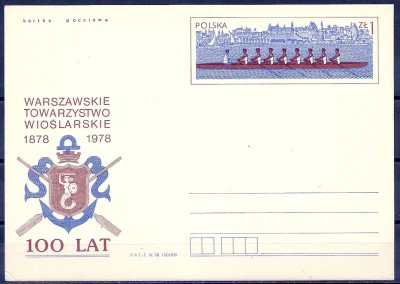 kartka pocztowa
POLSKA
ZŁ 1
WARSZAWSKIE
TOWARZYSTWO
WIOŚLARSKIE
1878 1978
100 LAT